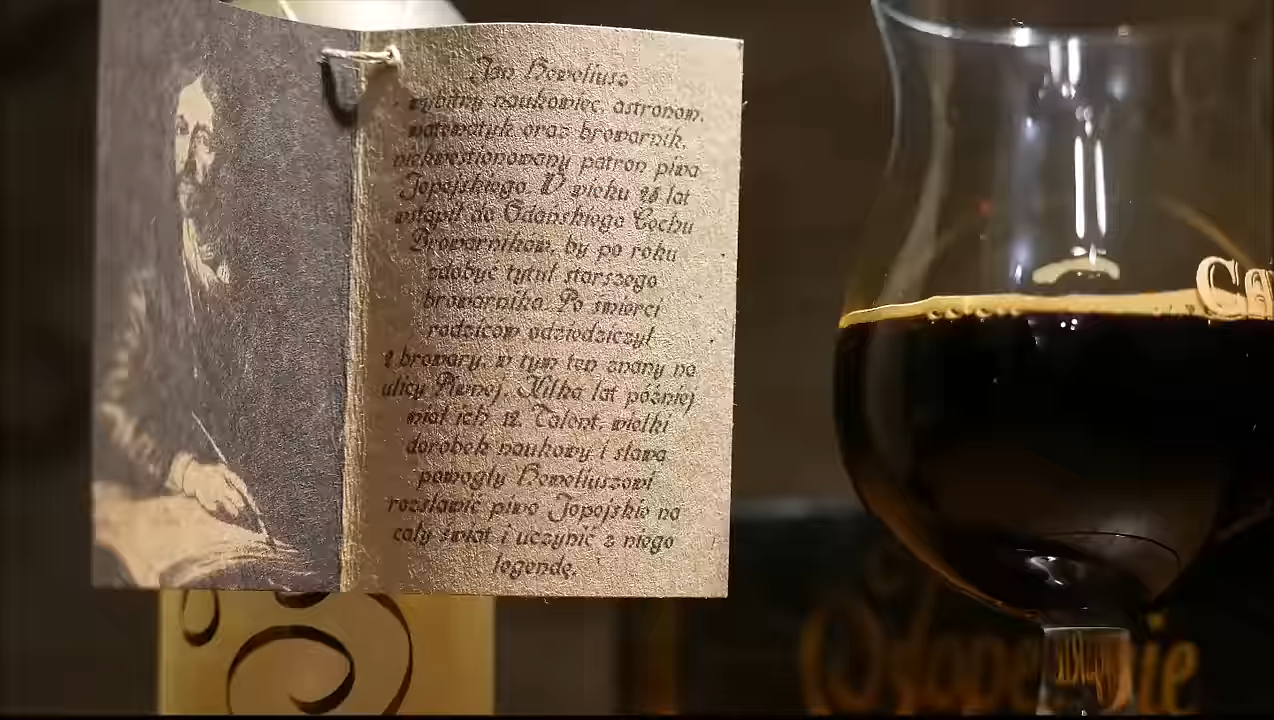 Jan Heweliusz
- wybitny naukowiec, astronom,
matematyk oraz browarnik,
niekwestionowany patron piwa
Jopejskiego. W wieku 28 lat
wstąpił do Gdańskiego Cechu
Browarników, by po roku
zdobyć tytuł starszego
browarnika. Po śmierci
rodziców odziedziczył
2 browary, w tym ten znany na
ulicy Piwnej. Kilka lat później
miał ich 12. Talent, wielki
dorobek naukowy i sława
pomogły Heweliuszowi
rozsławić piwo Jopejskie na
cały świat i uczynić z niego
legendę.
Ca